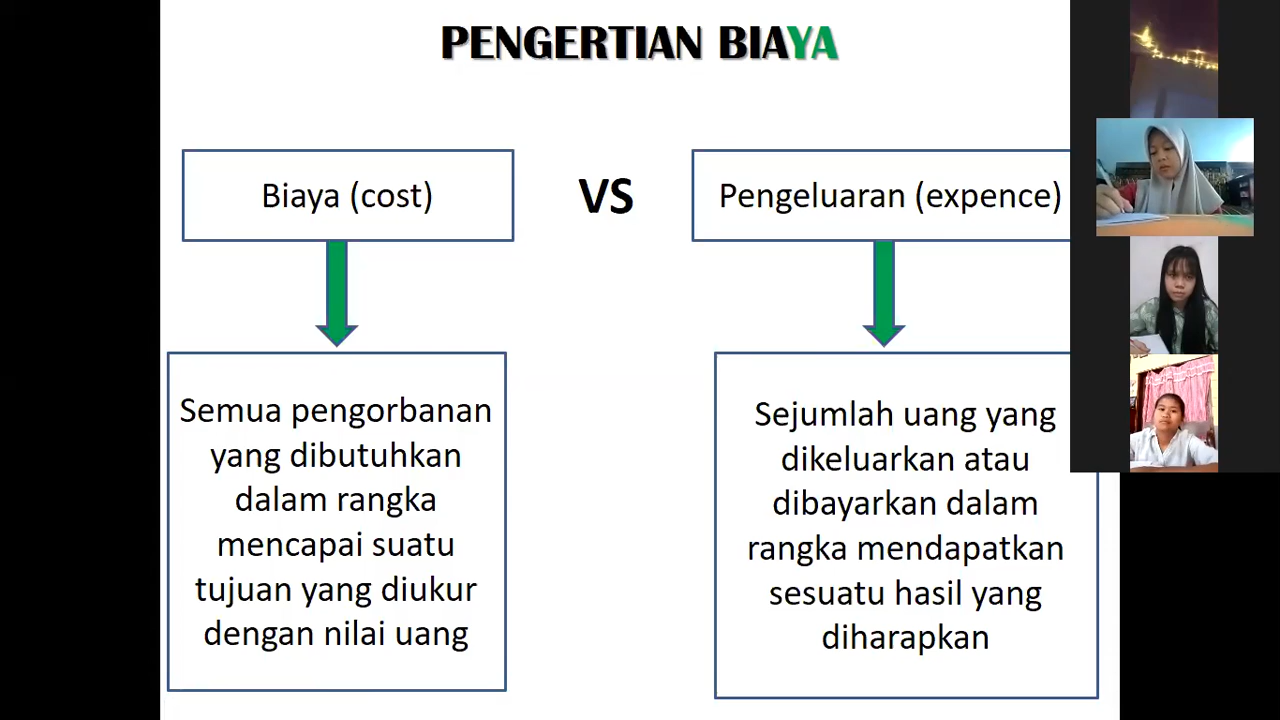 PENGERTIAN BIAYA
Biaya (cost)
VS
Pengeluaran (expence)
Semua pengorbanan
yang dibutuhkan
dalam rangka
mencapai suatu
tujuan yang diukur
dengan nilai uang
Sejumlah uang yang
dikeluarkan atau
dibayarkan dalam
rangka mendapatkan
sesuatu hasil yang
diharapkan